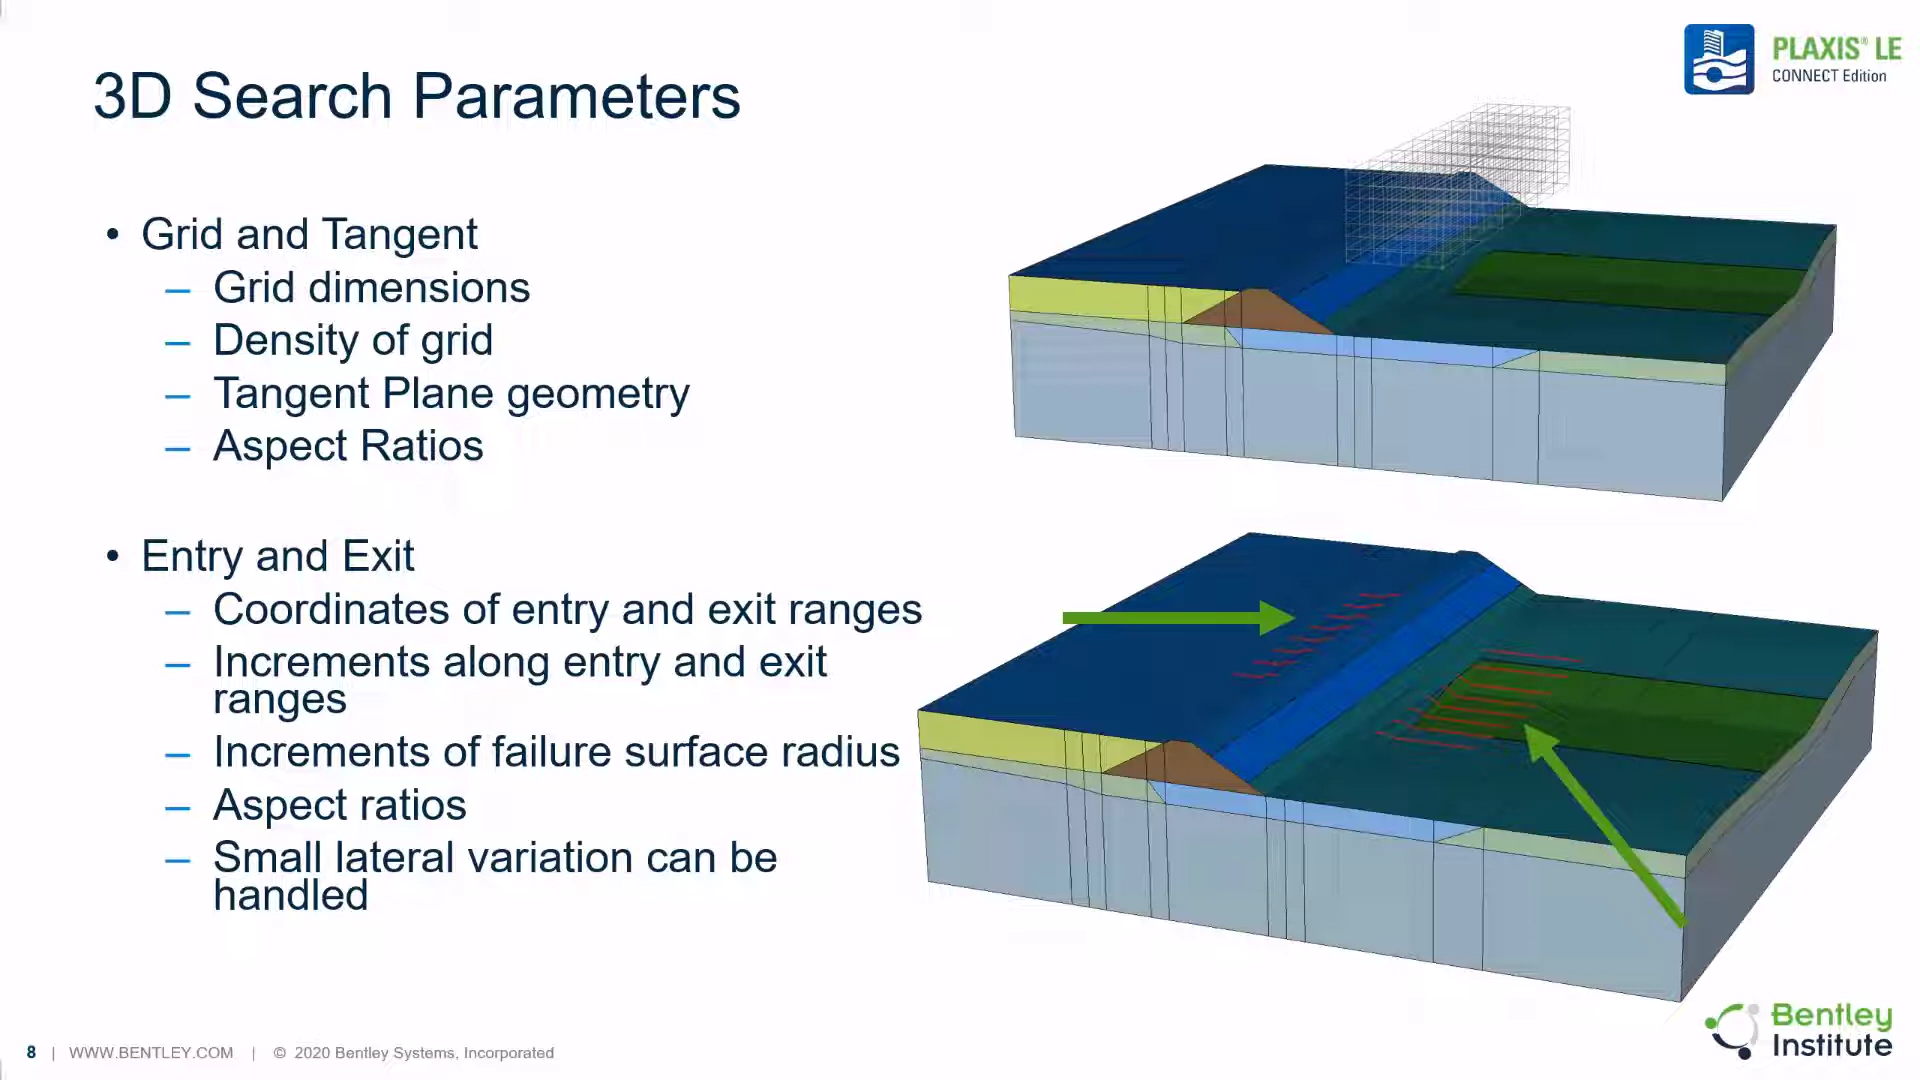 3D Search Parameters
PLAXIS® LE
CONNECT Edition
• Grid and Tangent
– Grid dimensions
– Density of grid
– Tangent Plane geometry
– Aspect Ratios
• Entry and Exit
– Coordinates of entry and exit ranges
– Increments along entry and exit
ranges
– Increments of failure surface radius
– Aspect ratios
– Small lateral variation can be
handled
8 | WWW.BENTLEY.COM | © 2020 Bentley Systems, Incorporated
Bentley
Institute